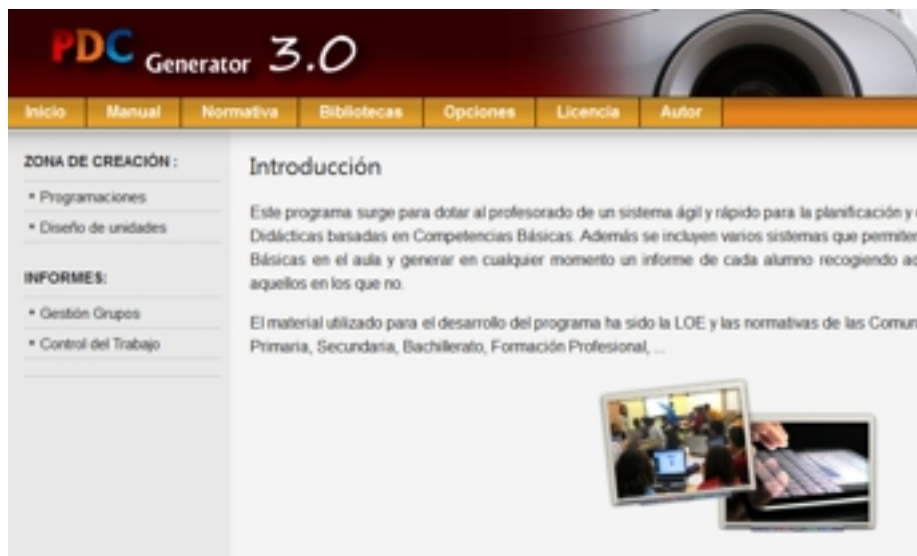 PDC Generator 3.0
Inicio Manual Normativa Bibliotecas Opciones Licencia Autor
ZONA DE CREACIÓN :
Programaciones
Diseño de unidades
INFORMES:
Gestión Grupos
Control del Trabajo
Introducción
Este programa surge para dotar al profesorado de un sistema ágil y rápido para la planificación y
Didácticas basadas en Competencias Básicas. Además se incluyen varios sistemas que permiten
Básicas en el aula y generar en cualquier momento un informe de cada alumno recogiendo
aquellos en los que no.
El material utilizado para el desarrollo del programa ha sido la LOE y las normativas de las
Primaria, Secundaria, Bachillerato, Formación Profesional, ...